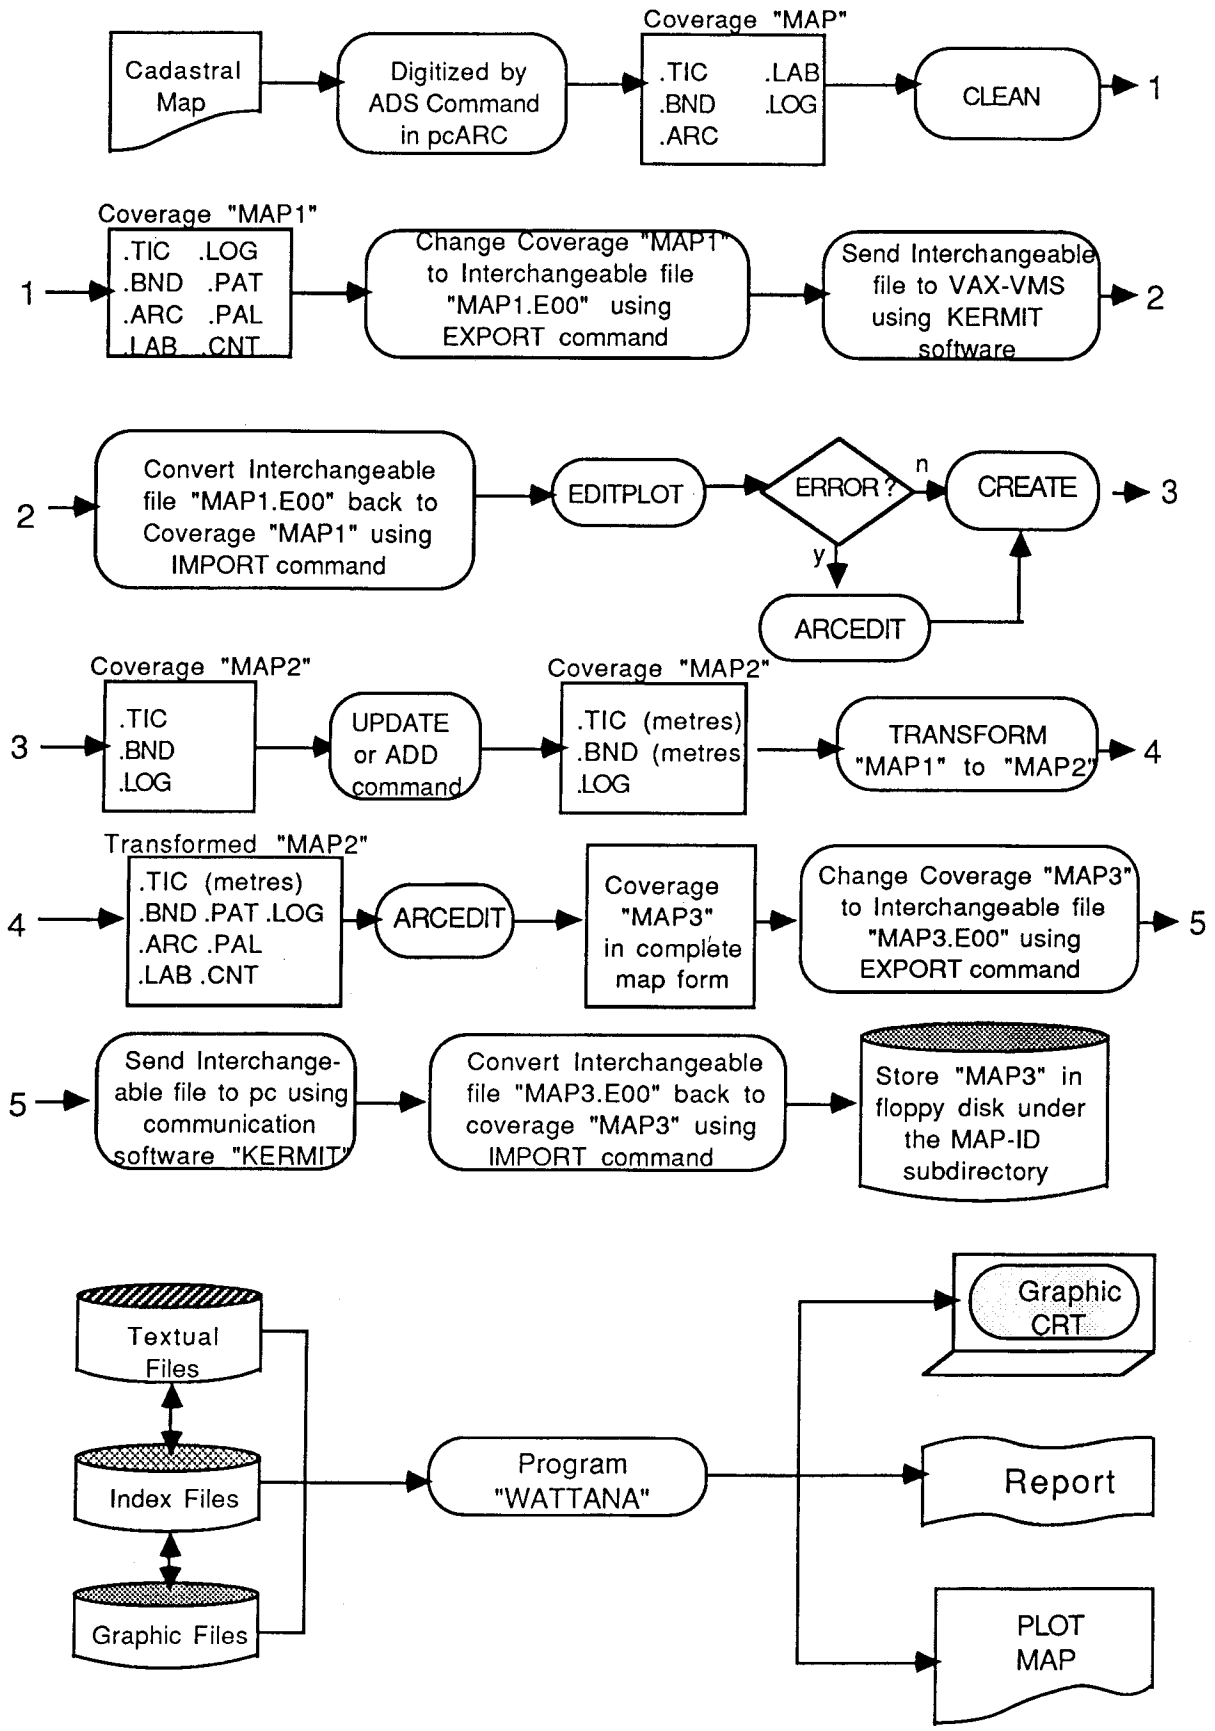 Coverage "MAP"
Cadastral
Map
Digitized by
ADS Command
in pcARC
.TIC .LAB
.BND .LOG
.ARC
CLEAN
1
Coverage "MAP1"
1
.TIC .LOG
.BND .PAT
.ARC .PAL
.LAB .CNT
Change Coverage "MAP1"
to Interchangeable file
"MAP1.E00" using
EXPORT command
Send Interchangeable
file to VAX-VMS
using KERMIT
software
2
2
Convert Interchangeable
file "MAP1.E00" back to
Coverage "MAP1" using
IMPORT command
EDITPLOT
ERROR ?
n
y
CREATE
3
ARCEDIT
Coverage "MAP2"
3
.TIC
.BND
.LOG
UPDATE
or ADD
command
Coverage "MAP2"
.TIC (metres)
.BND (metres
.LOG
TRANSFORM
"MAP1" to "MAP2"
4
Transformed "MAP2"
4
.TIC (metres)
.BND .PAT .LOG
.ARC .PAL
.LAB .CNT
ARCEDIT
Coverage
"MAP3"
in complete
map form
Change Coverage "MAP3"
to Interchangeable file
"MAP3.E00" using
EXPORT command
5
5
Send Interchange-
able file to pc using
communication
software "KERMIT"
Convert Interchangeable
file "MAP3.E00" back to
coverage "MAP3" using
IMPORT command
Store "MAP3" in
floppy disk under
the MAP-ID
subdirectory
Textual
Files
Index Files
Graphic Files
Program
"WATTANA"
Graphic
CRT
Report
PLOT
MAP